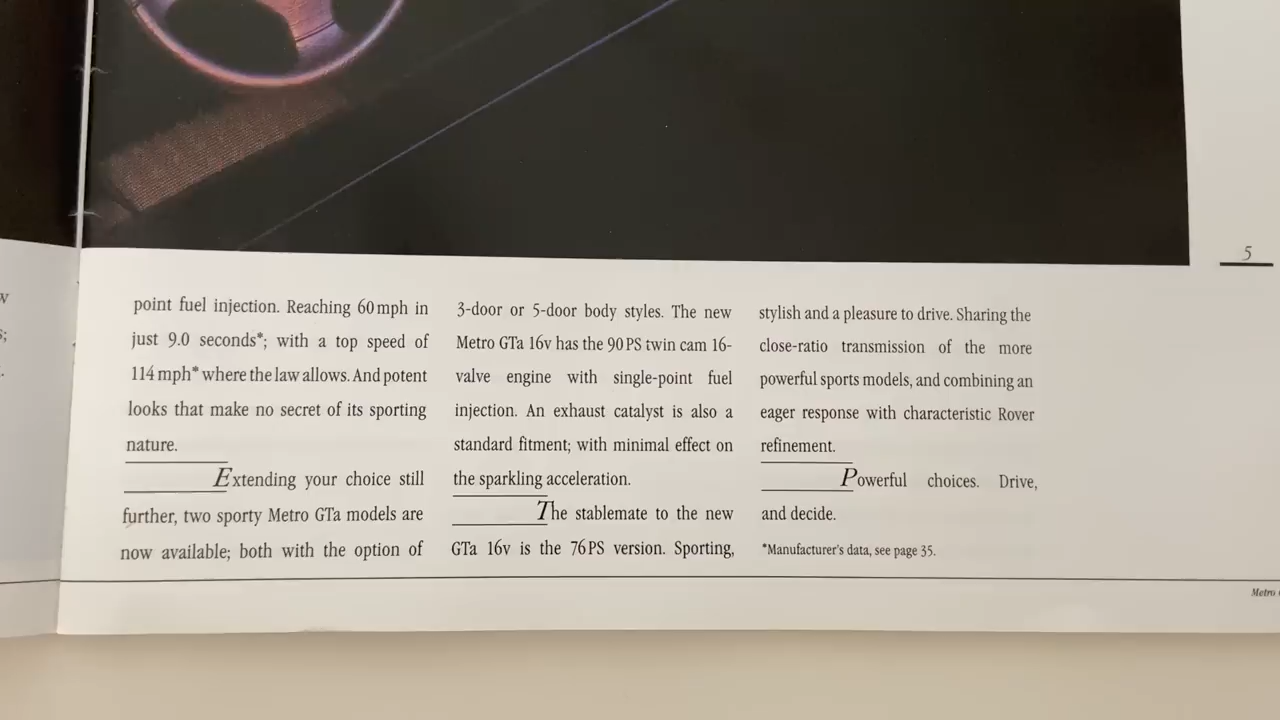 5
point fuel injection. Reaching 60 mph in
just 9.0 seconds*; with a top speed of
114 mph* where the law allows. And potent
looks that make no secret of its sporting
nature.
Extending your choice still
further, two sporty Metro GTa models are
now available; both with the option of
3-door or 5-door body styles. The new
Metro GTa 16v has the 90 PS twin cam 16-
valve engine with single-point fuel
injection. An exhaust catalyst is also a
standard fitment; with minimal effect on
the sparkling acceleration.
The stablemate to the new
GTa 16v is the 76 PS version. Sporting,
stylish and a pleasure to drive. Sharing the
close-ratio transmission of the more
powerful sports models, and combining an
eager response with characteristic Rover
refinement.
Powerful choices. Drive,
and decide.
*Manufacturer's data, see page 35.
Metro